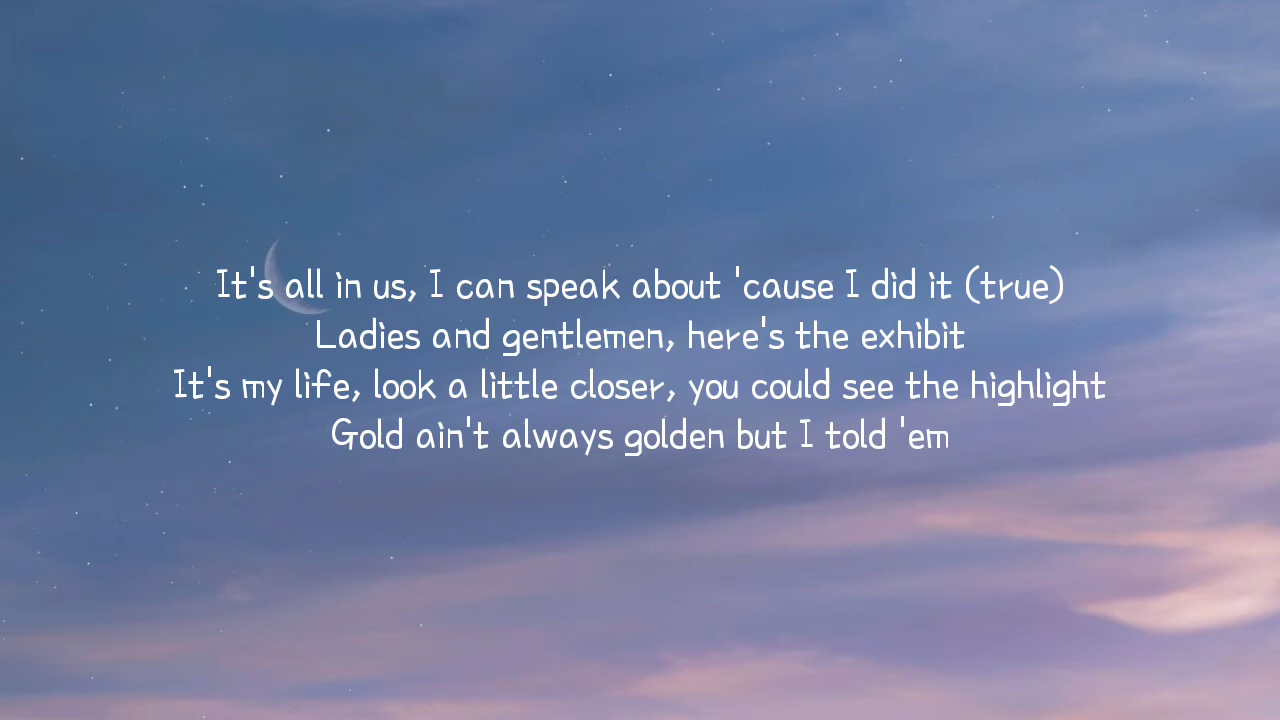 It's all in us, I can speak about 'cause I did it (true)
Ladies and gentlemen, here's the exhibit
It's my life, look a little closer, you could see the highlight
Gold ain't always golden but I told 'em